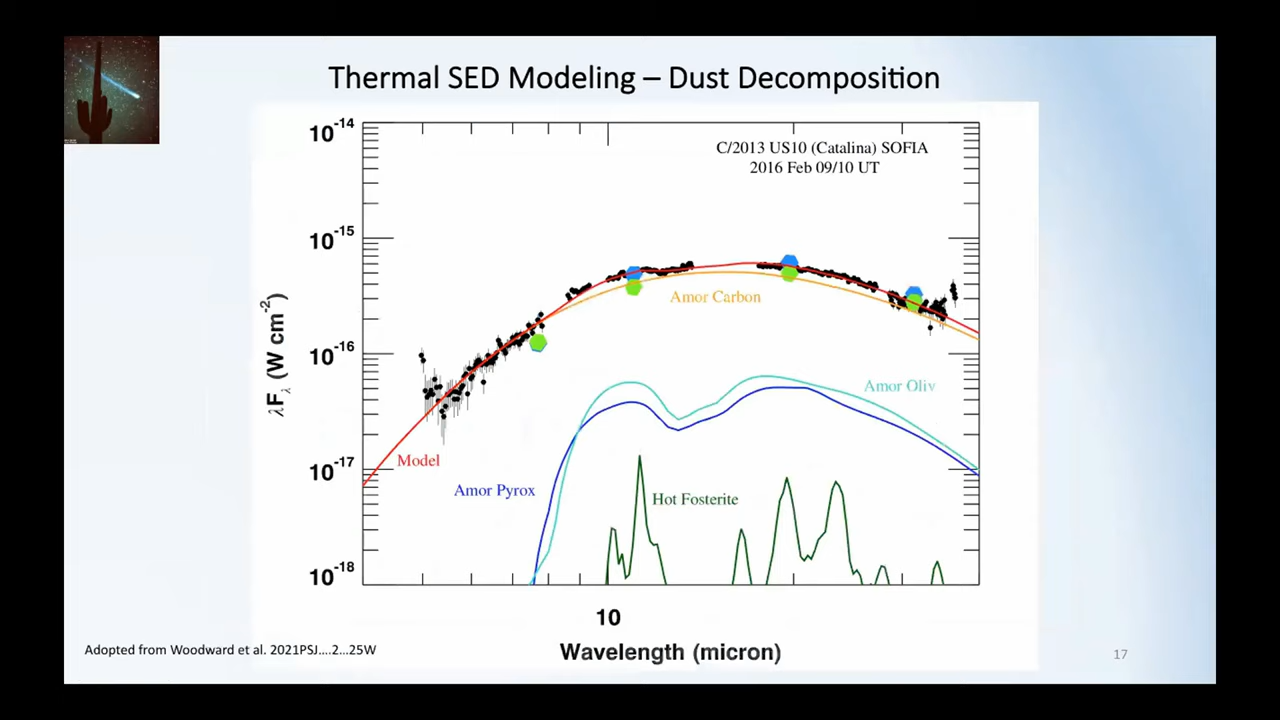 Thermal SED Modeling – Dust Decomposition
10-14
C/2013 US10 (Catalina) SOFIA
2016 Feb 09/10 UT
10-15
Amor Carbon
λFλ (W cm-2)
10-16
Amor Oliv
Model
10-17
Amor Pyrox
Hot Fosterite
10-18
10
Wavelength (micron)
Adopted from Woodward et al. 2021PSJ....2...25W
17